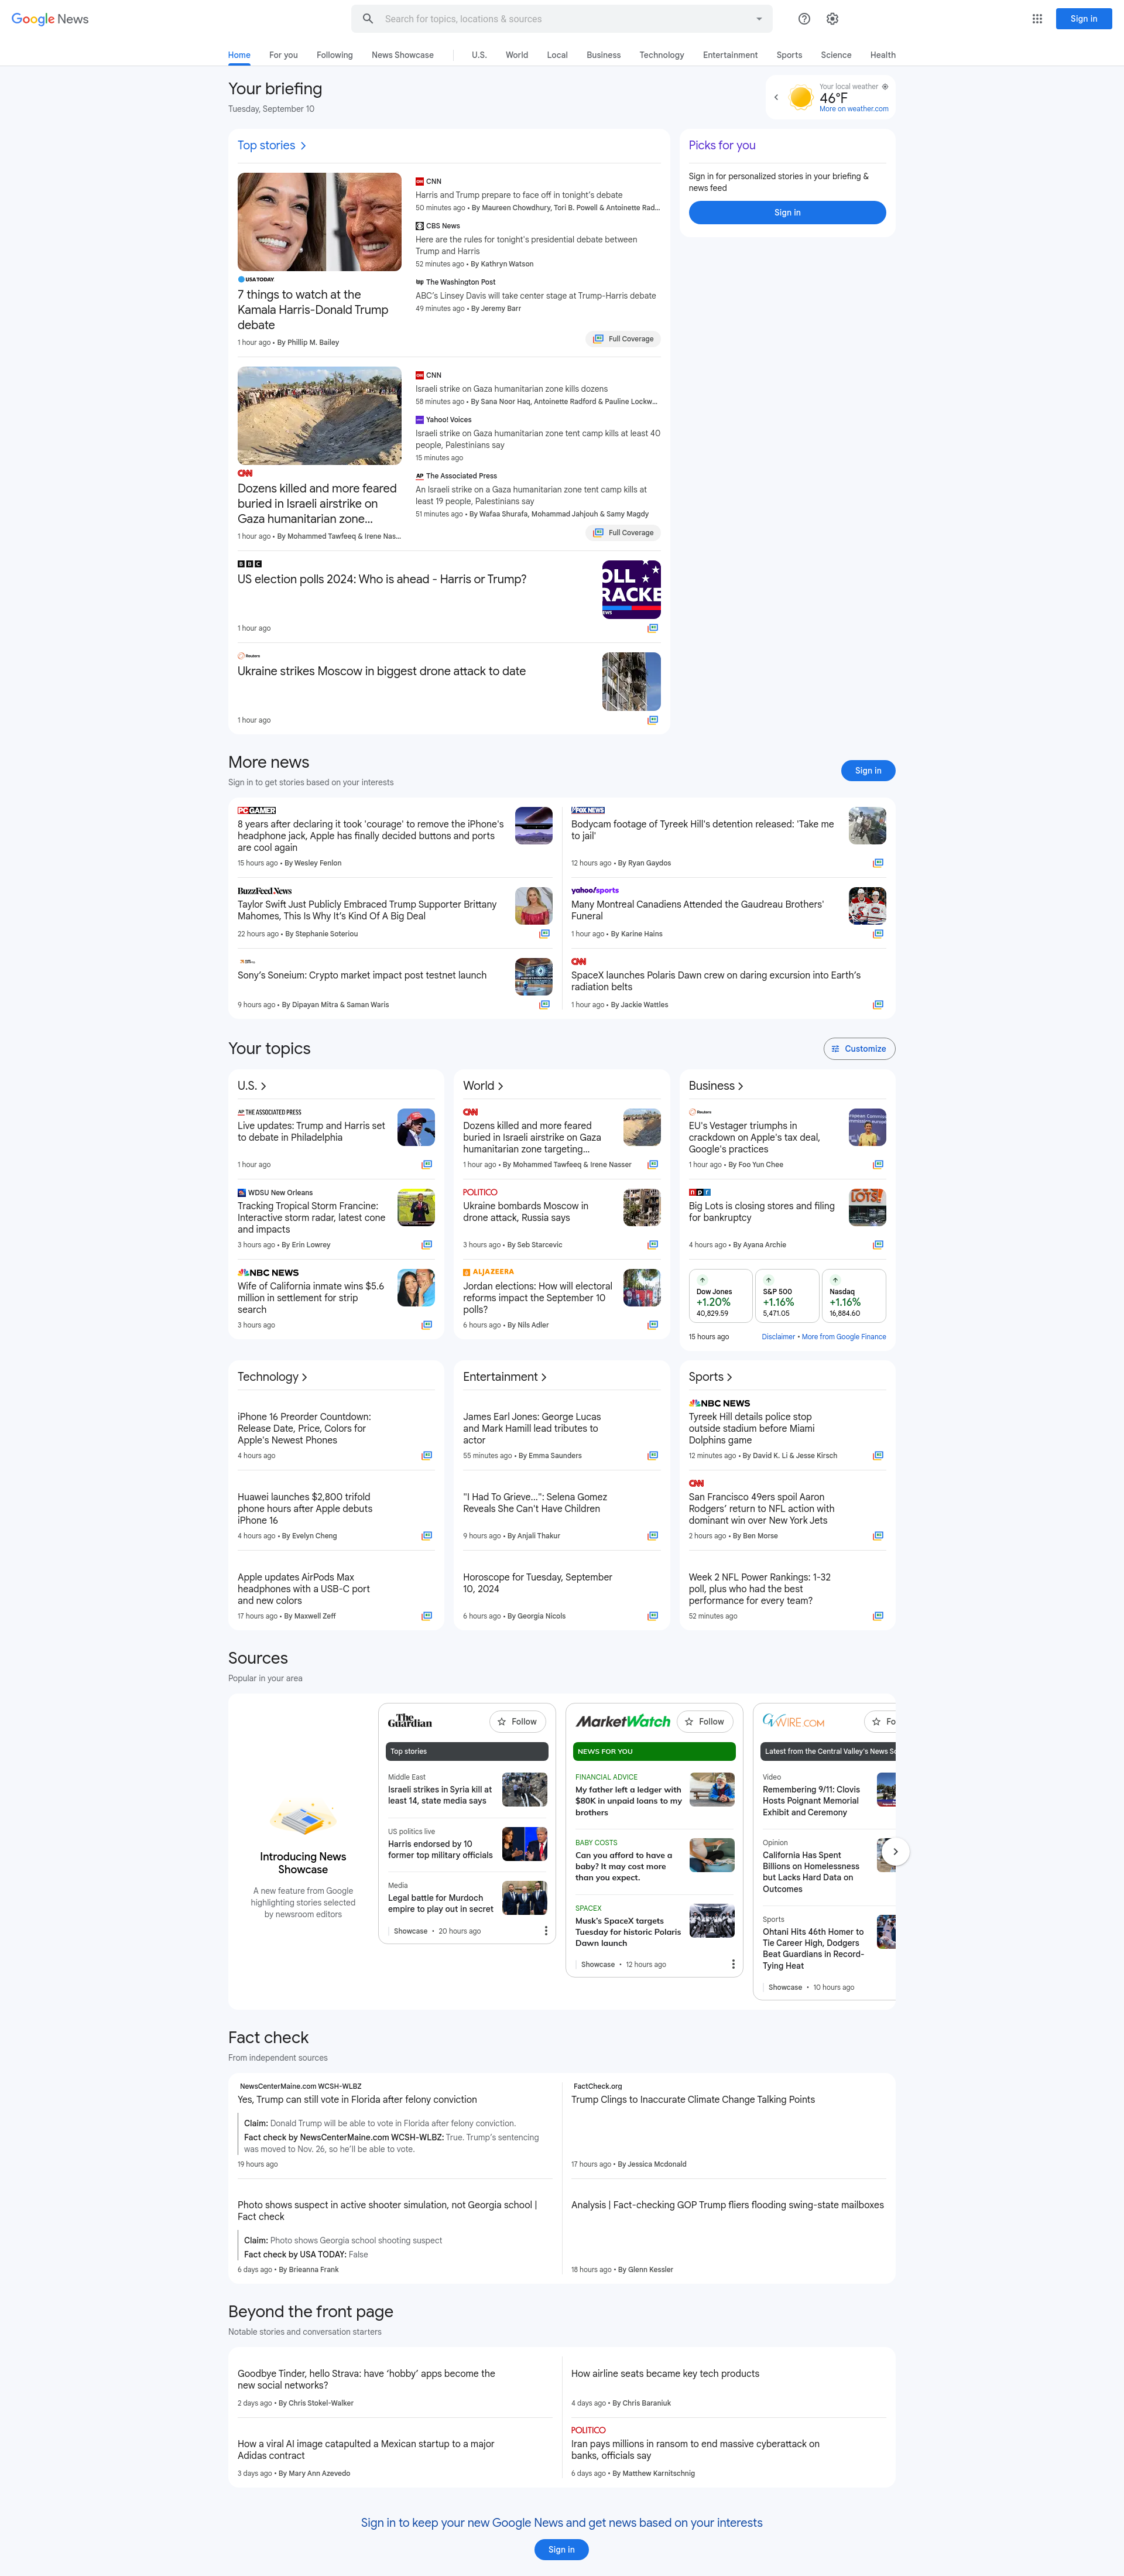 Google News
Search for topics, locations & sources
Sign in
Home
For you
Following
News Showcase
U.S.
World
Local
Business
Technology
Entertainment
Sports
Science
Health
Your briefing
Tuesday, September 10
Your local weather
46°F
More on weather.com
Top stories
USA TODAY
7 things to watch at the
Kamala Harris-Donald Trump
debate
1 hour ago • By Phillip M. Bailey
CNN
Harris and Trump prepare to face off in tonight's debate
50 minutes ago • By Maureen Chowdhury, Tori B. Powell & Antoinette Rad...
CBS News
Here are the rules for tonight's presidential debate between
Trump and Harris
52 minutes ago • By Kathryn Watson
The Washington Post
ABC's Linsey Davis will take center stage at Trump-Harris debate
49 minutes ago • By Jeremy Barr
Full Coverage
Picks for you
Sign in for personalized stories in your briefing &
news feed
Sign in
CNN
Dozens killed and more feared
buried in Israeli airstrike on
Gaza humanitarian zone...
1 hour ago • By Mohammed Tawfeeq & Irene Nas...
CNN
Israeli strike on Gaza humanitarian zone kills dozens
58 minutes ago • By Sana Noor Haq, Antoinette Radford & Pauline Lockw...
Yahoo! Voices
Israeli strike on Gaza humanitarian zone tent camp kills at least 40
people, Palestinians say
15 minutes ago
AP
The Associated Press
An Israeli strike on a Gaza humanitarian zone tent camp kills at
least 19 people, Palestinians say
51 minutes ago • By Wafaa Shurafa, Mohammad Jahjouh & Samy Magdy
Full Coverage
BBC
US election polls 2024: Who is ahead - Harris or Trump?
1 hour ago
OLL
RACKE
EWS
Reuters
Ukraine strikes Moscow in biggest drone attack to date
1 hour ago
More news
Sign in to get stories based on your interests
Sign in
PC GAMER
8 years after declaring it took 'courage' to remove the iPhone's
headphone jack, Apple has finally decided buttons and ports
are cool again
15 hours ago • By Wesley Fenlon
FOX NEWS
Bodycam footage of Tyreek Hill's detention released: 'Take me
to jail'
12 hours ago • By Ryan Gaydos
BuzzFeed News
Taylor Swift Just Publicly Embraced Trump Supporter Brittany
Mahomes, This Is Why It's Kind Of A Big Deal
22 hours ago • By Stephanie Soteriou
yahoo!sports
Many Montreal Canadiens Attended the Gaudreau Brothers'
Funeral
1 hour ago • By Karine Hains
Sony's Soneium: Crypto market impact post testnet launch
9 hours ago • By Dipayan Mitra & Saman Waris
CNN
SpaceX launches Polaris Dawn crew on daring excursion into Earth's
radiation belts
1 hour ago • By Jackie Wattles
Your topics
Customize
U.S.
AP THE ASSOCIATED PRESS
Live updates: Trump and Harris set
to debate in Philadelphia
1 hour ago
WDSU New Orleans
Tracking Tropical Storm Francine:
Interactive storm radar, latest cone
and impacts
3 hours ago • By Erin Lowrey
NBC NEWS
Wife of California inmate wins $5.6
million in settlement for strip
search
3 hours ago
World
CNN
Dozens killed and more feared
buried in Israeli airstrike on Gaza
humanitarian zone targeting...
1 hour ago • By Mohammed Tawfeeq & Irene Nasser
POLITICO
Ukraine bombards Moscow in
drone attack, Russia says
3 hours ago • By Seb Starcevic
ALJAZEERA
Jordan elections: How will electoral
reforms impact the September 10
polls?
6 hours ago • By Nils Adler
Business
Reuters
EU's Vestager triumphs in
crackdown on Apple's tax deal,
Google's practices
1 hour ago • By Foo Yun Chee
npr
Big Lots is closing stores and filing
for bankruptcy
4 hours ago • By Ayana Archie
LOTS!
Dow Jones
+1.20%
40,829.59
S&P 500
+1.16%
5,471.05
Nasdaq
+1.16%
16,884.60
15 hours ago
Disclaimer • More from Google Finance
Technology
iPhone 16 Preorder Countdown:
Release Date, Price, Colors for
Apple's Newest Phones
4 hours ago
Huawei launches $2,800 trifold
phone hours after Apple debuts
iPhone 16
4 hours ago • By Evelyn Cheng
Apple updates AirPods Max
headphones with a USB-C port
and new colors
17 hours ago • By Maxwell Zeff
Entertainment
James Earl Jones: George Lucas
and Mark Hamill lead tributes to
actor
55 minutes ago • By Emma Saunders
"I Had To Grieve...": Selena Gomez
Reveals She Can't Have Children
9 hours ago • By Anjali Thakur
Horoscope for Tuesday, September
10, 2024
6 hours ago • By Georgia Nicols
Sports
NBC NEWS
Tyreek Hill details police stop
outside stadium before Miami
Dolphins game
12 minutes ago • By David K. Li & Jesse Kirsch
CNN
San Francisco 49ers spoil Aaron
Rodgers' return to NFL action with
dominant win over New York Jets
2 hours ago • By Ben Morse
Week 2 NFL Power Rankings: 1-32
poll, plus who had the best
performance for every team?
52 minutes ago
Sources
Popular in your area
Introducing News
Showcase
A new feature from Google
highlighting stories selected
by newsroom editors
The Guardian
Follow
Top stories
Middle East
Israeli strikes in Syria kill at
least 14, state media says
US politics live
Harris endorsed by 10
former top military officials
Media
Legal battle for Murdoch
empire to play out in secret
Showcase • 20 hours ago
MarketWatch
Follow
NEWS FOR YOU
FINANCIAL ADVICE
My father left a ledger with
$80K in unpaid loans to my
brothers
BABY COSTS
Can you afford to have a
baby? It may cost more
than you expect.
SPACEX
Musk's SpaceX targets
Tuesday for historic Polaris
Dawn launch
Showcase • 12 hours ago
GVWIRE.COM
Fo
Latest from the Central Valley's News So
Video
Remembering 9/11: Clovis
Hosts Poignant Memorial
Exhibit and Ceremony
Opinion
California Has Spent
Billions on Homelessness
but Lacks Hard Data on
Outcomes
Sports
Ohtani Hits 46th Homer to
Tie Career High, Dodgers
Beat Guardians in Record-
Tying Heat
Showcase • 10 hours ago
Fact check
From independent sources
NewsCenterMaine.com WCSH-WLBZ
Yes, Trump can still vote in Florida after felony conviction
Claim: Donald Trump will be able to vote in Florida after felony conviction.
Fact check by NewsCenterMaine.com WCSH-WLBZ: True. Trump's sentencing
was moved to Nov. 26, so he'll be able to vote.
19 hours ago
FactCheck.org
Trump Clings to Inaccurate Climate Change Talking Points
17 hours ago • By Jessica Mcdonald
Photo shows suspect in active shooter simulation, not Georgia school |
Fact check
Claim: Photo shows Georgia school shooting suspect
Fact check by USA TODAY: False
6 days ago • By Brieanna Frank
Analysis | Fact-checking GOP Trump fliers flooding swing-state mailboxes
18 hours ago • By Glenn Kessler
Beyond the front page
Notable stories and conversation starters
Goodbye Tinder, hello Strava: have 'hobby' apps become the
new social networks?
2 days ago • By Chris Stokel-Walker
How airline seats became key tech products
4 days ago • By Chris Baraniuk
How a viral AI image catapulted a Mexican startup to a major
Adidas contract
3 days ago • By Mary Ann Azevedo
POLITICO
Iran pays millions in ransom to end massive cyberattack on
banks, officials say
6 days ago • By Matthew Karnitschnig
Sign in to keep your new Google News and get news based on your interests
Sign in